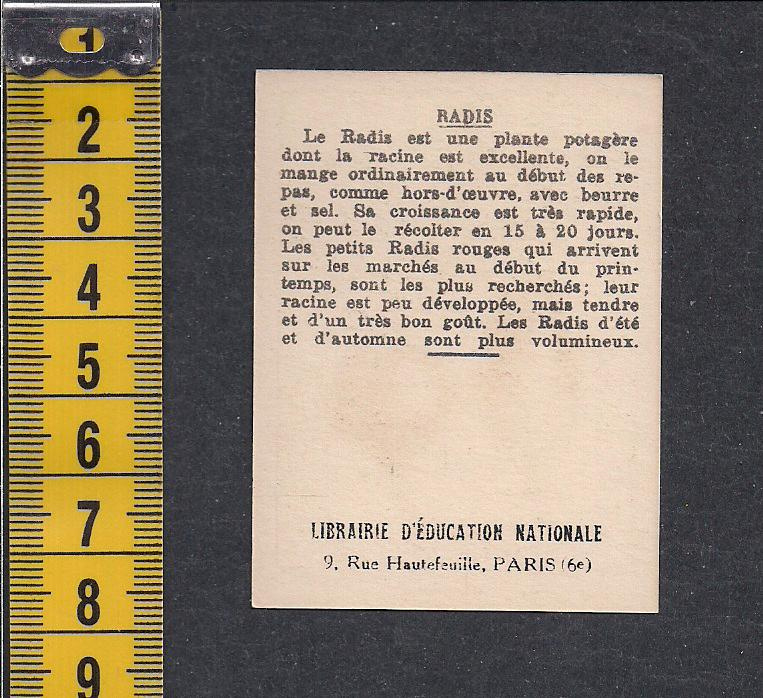 1
2
3
4
5
6
7
8
9
RADIS
Le Radis est une plante potagère
dont la racine est excellente, on le
mange ordinairement au début des re-
pas, comme hors-d'œuvre, avec beurre
et sel. Sa croissance est très rapide,
on peut le récolter en 15 à 20 jours.
Les petits Radis rouges qui arrivent
sur les marchés au début du prin-
temps, sont les plus recherchés; leur
racine est peu développée, mais tendre
et d'un très bon goût. Les Radis d'été
et d'automne sont plus volumineux.
LIBRAIRIE D'ÉDUCATION NATIONALE
9, Rue Hautefeuille, PARIS (6e)